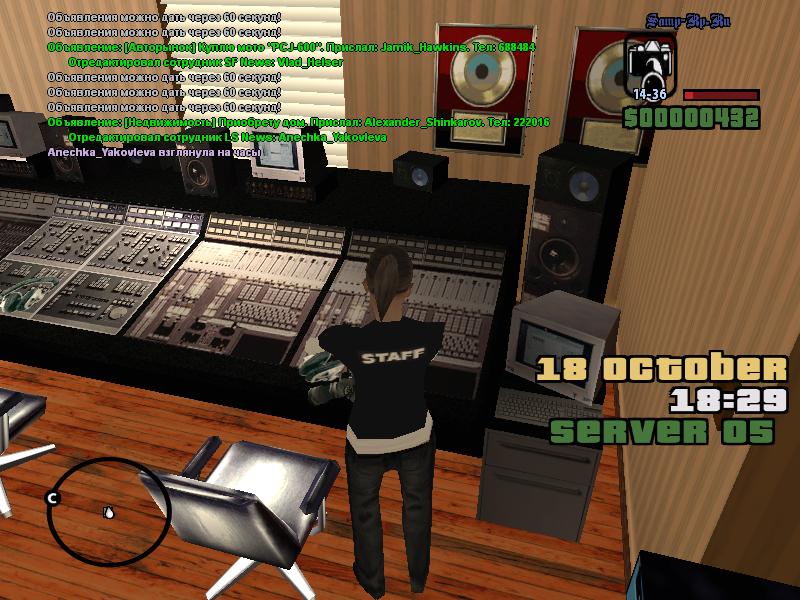 Объявления можно дать через 60 секунд!
Объявления можно дать через 60 секунд!
Объявление: [Авторынок] Куплю мото "PCJ-600". Прислал: Jamik_Hawkins. Тел: 688484
Отредактировал сотрудник SF News: Vlad_Helser
Объявления можно дать через 60 секунд!
Объявления можно дать через 60 секунд!
Объявления можно дать через 60 секунд!
Объявление: [Недвижимость] Приобрету дом. Прислал: Alexander_Shinkarov. Тел: 222016
Отредактировал сотрудник LS News: Anechka_Yakovleva
Anechka_Yakovleva взглянула на часы
Samp-Rp.Ru
14-36
$00000432
STAFF
18 October
18:29
Server 05
C